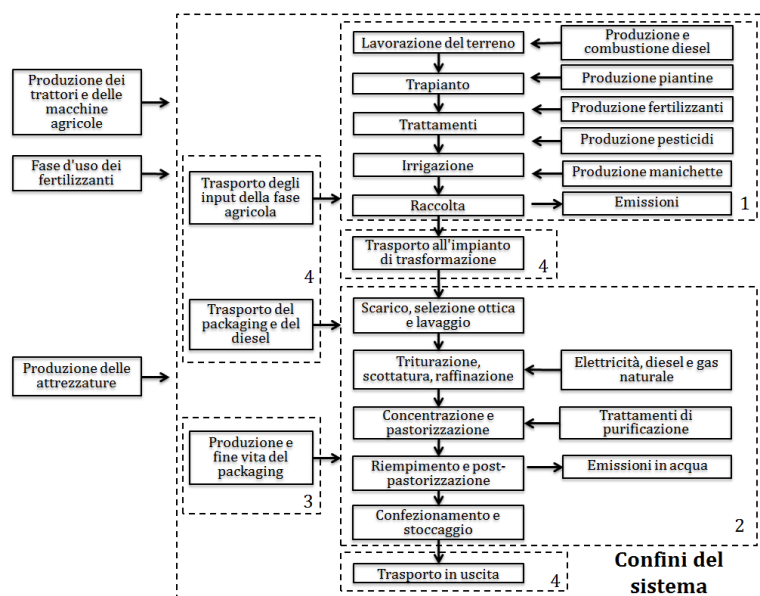 Produzione dei
trattori e delle
macchine
agricole
Fase d'uso dei
fertilizzanti
Produzione delle
attrezzature
Trasporto degli
input della fase
agricola
4
Trasporto del
packaging e del
diesel
Produzione e
fine vita del
packaging
3
Lavorazione del terreno
Trapianto
Trattamenti
Irrigazione
Raccolta
Produzione e
combustione diesel
Produzione piantine
Produzione fertilizzanti
Produzione pesticidi
Produzione manichette
Emissioni
1
Trasporto all'impianto
di trasformazione
4
Scarico, selezione ottica
e lavaggio
Triturazione,
scottatura, raffinazione
Concentrazione e
pastorizzazione
Riempimento e post-
pastorizzazione
Confezionamento e
stoccaggio
Elettricità, diesel e gas
naturale
Trattamenti di
purificazione
Emissioni in acqua
2
Trasporto in uscita
4
Confini del
sistema